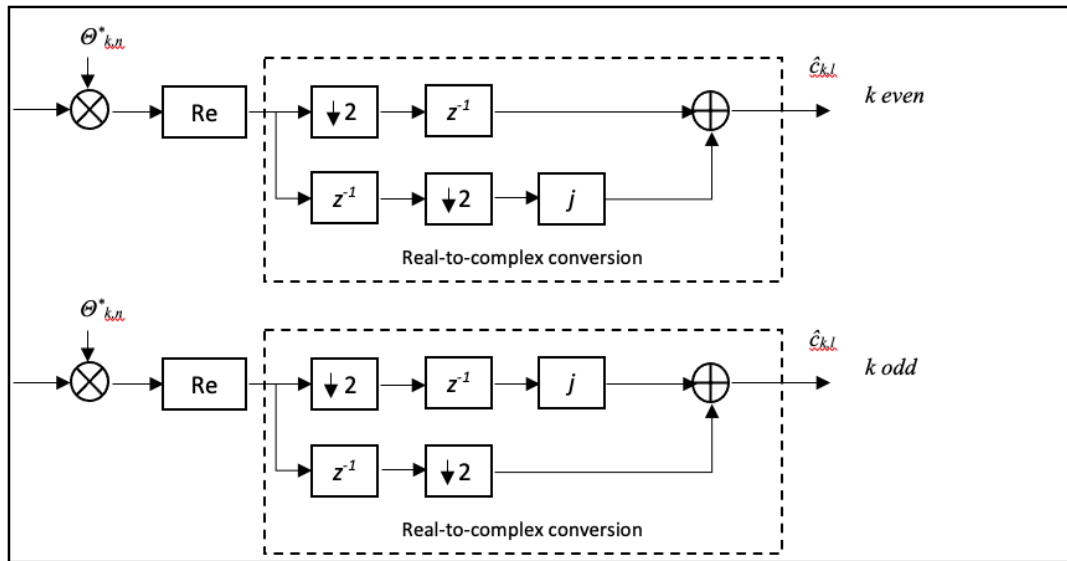 Θ*k,n
ĉk,l
k even
Re
↓2
z-1
z-1
↓2
j
Real-to-complex conversion
Θ*k,n
ĉk,l
k odd
Re
↓2
z-1
j
z-1
↓2
Real-to-complex conversion